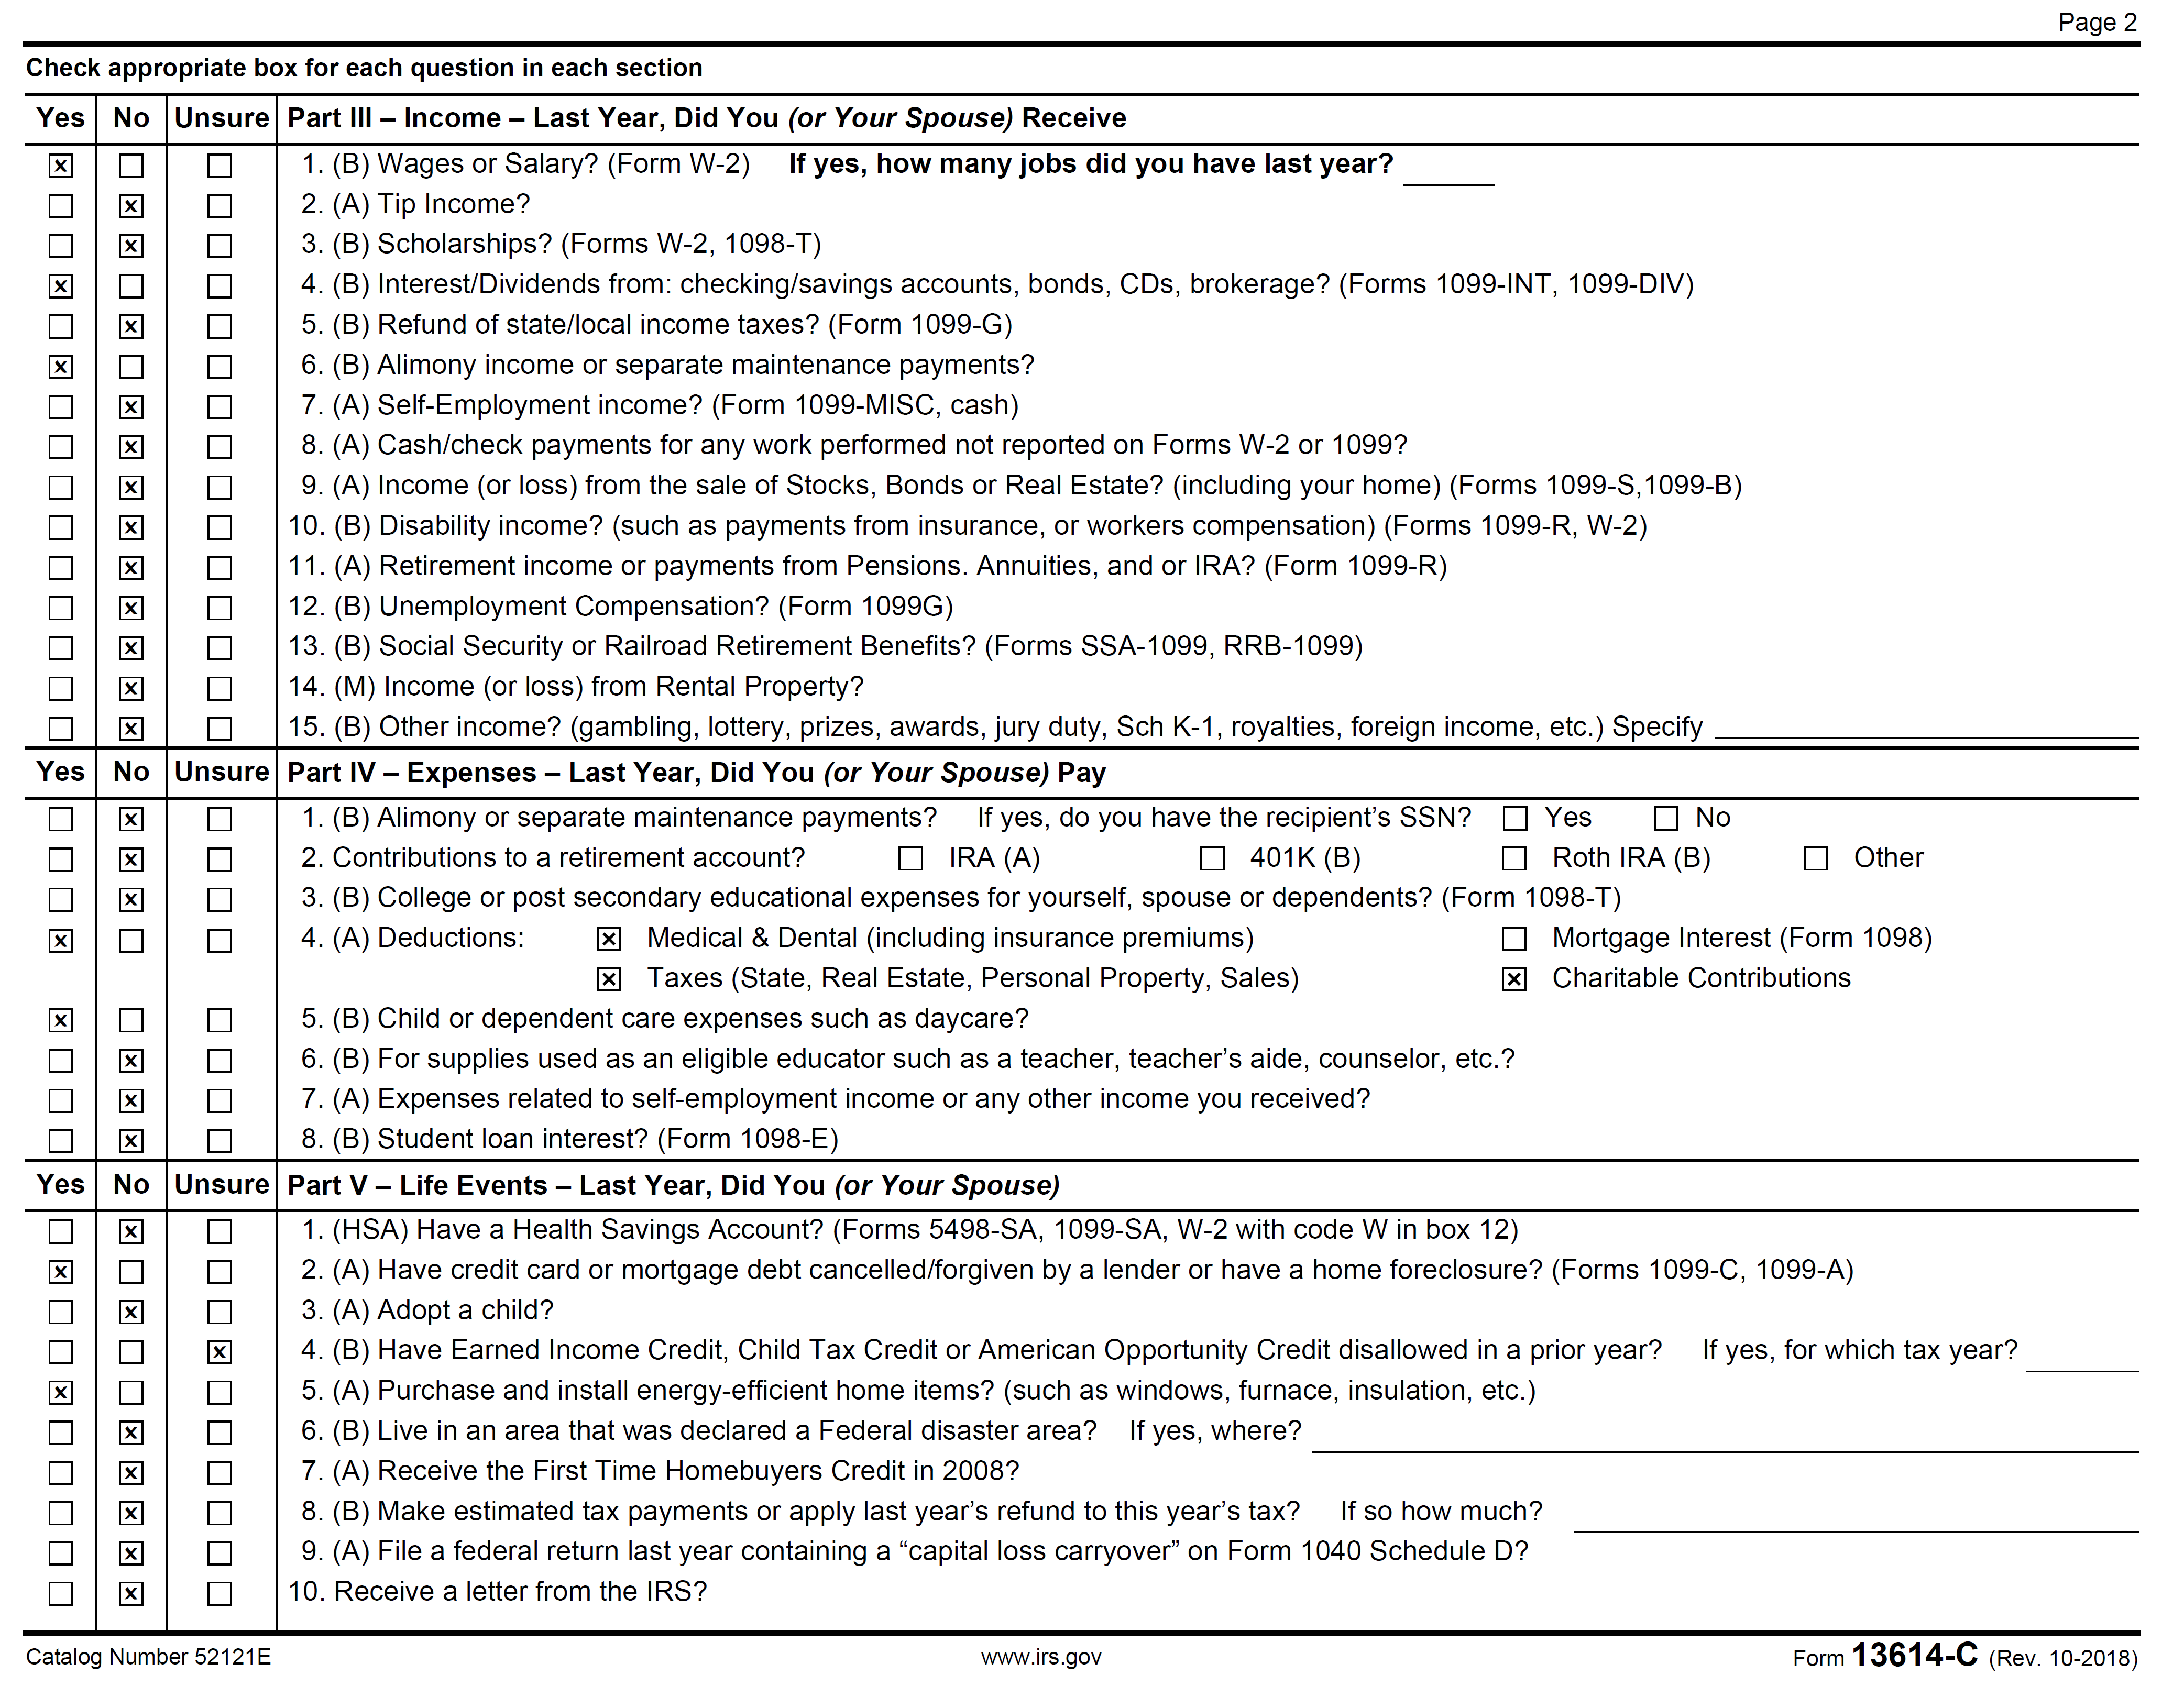 Page 2
Check appropriate box for each question in each section
Yes No Unsure Part III – Income – Last Year, Did You (or Your Spouse) Receive
☒ ☐ ☐ 1. (B) Wages or Salary? (Form W-2) If yes, how many jobs did you have last year? ______
☐ ☒ ☐ 2. (A) Tip Income?
☐ ☒ ☐ 3. (B) Scholarships? (Forms W-2, 1098-T)
☒ ☐ ☐ 4. (B) Interest/Dividends from: checking/savings accounts, bonds, CDs, brokerage? (Forms 1099-INT, 1099-DIV)
☐ ☒ ☐ 5. (B) Refund of state/local income taxes? (Form 1099-G)
☒ ☐ ☐ 6. (B) Alimony income or separate maintenance payments?
☐ ☒ ☐ 7. (A) Self-Employment income? (Form 1099-MISC, cash)
☐ ☒ ☐ 8. (A) Cash/check payments for any work performed not reported on Forms W-2 or 1099?
☐ ☒ ☐ 9. (A) Income (or loss) from the sale of Stocks, Bonds or Real Estate? (including your home) (Forms 1099-S,1099-B)
☐ ☒ ☐ 10. (B) Disability income? (such as payments from insurance, or workers compensation) (Forms 1099-R, W-2)
☐ ☒ ☐ 11. (A) Retirement income or payments from Pensions. Annuities, and or IRA? (Form 1099-R)
☐ ☒ ☐ 12. (B) Unemployment Compensation? (Form 1099G)
☐ ☒ ☐ 13. (B) Social Security or Railroad Retirement Benefits? (Forms SSA-1099, RRB-1099)
☐ ☒ ☐ 14. (M) Income (or loss) from Rental Property?
☐ ☒ ☐ 15. (B) Other income? (gambling, lottery, prizes, awards, jury duty, Sch K-1, royalties, foreign income, etc.) Specify ______
Yes No Unsure Part IV – Expenses – Last Year, Did You (or Your Spouse) Pay
☐ ☒ ☐ 1. (B) Alimony or separate maintenance payments? If yes, do you have the recipient’s SSN? ☐ Yes ☐ No
☐ ☒ ☐ 2. Contributions to a retirement account? ☐ IRA (A) ☐ 401K (B) ☐ Roth IRA (B) ☐ Other
☐ ☒ ☐ 3. (B) College or post secondary educational expenses for yourself, spouse or dependents? (Form 1098-T)
☒ ☐ ☐ 4. (A) Deductions: ☒ Medical & Dental (including insurance premiums) ☐ Mortgage Interest (Form 1098)
☒ Taxes (State, Real Estate, Personal Property, Sales) ☒ Charitable Contributions
☒ ☐ ☐ 5. (B) Child or dependent care expenses such as daycare?
☐ ☒ ☐ 6. (B) For supplies used as an eligible educator such as a teacher, teacher’s aide, counselor, etc.?
☐ ☒ ☐ 7. (A) Expenses related to self-employment income or any other income you received?
☐ ☒ ☐ 8. (B) Student loan interest? (Form 1098-E)
Yes No Unsure Part V – Life Events – Last Year, Did You (or Your Spouse)
☐ ☒ ☐ 1. (HSA) Have a Health Savings Account? (Forms 5498-SA, 1099-SA, W-2 with code W in box 12)
☒ ☐ ☐ 2. (A) Have credit card or mortgage debt cancelled/forgiven by a lender or have a home foreclosure? (Forms 1099-C, 1099-A)
☐ ☒ ☐ 3. (A) Adopt a child?
☐ ☐ ☒ 4. (B) Have Earned Income Credit, Child Tax Credit or American Opportunity Credit disallowed in a prior year? If yes, for which tax year? ______
☒ ☐ ☐ 5. (A) Purchase and install energy-efficient home items? (such as windows, furnace, insulation, etc.)
☐ ☒ ☐ 6. (B) Live in an area that was declared a Federal disaster area? If yes, where? ______
☐ ☒ ☐ 7. (A) Receive the First Time Homebuyers Credit in 2008?
☐ ☒ ☐ 8. (B) Make estimated tax payments or apply last year’s refund to this year’s tax? If so how much? ______
☐ ☒ ☐ 9. (A) File a federal return last year containing a “capital loss carryover” on Form 1040 Schedule D?
☐ ☒ ☐ 10. Receive a letter from the IRS?
Catalog Number 52121E www.irs.gov Form 13614-C (Rev. 10-2018)